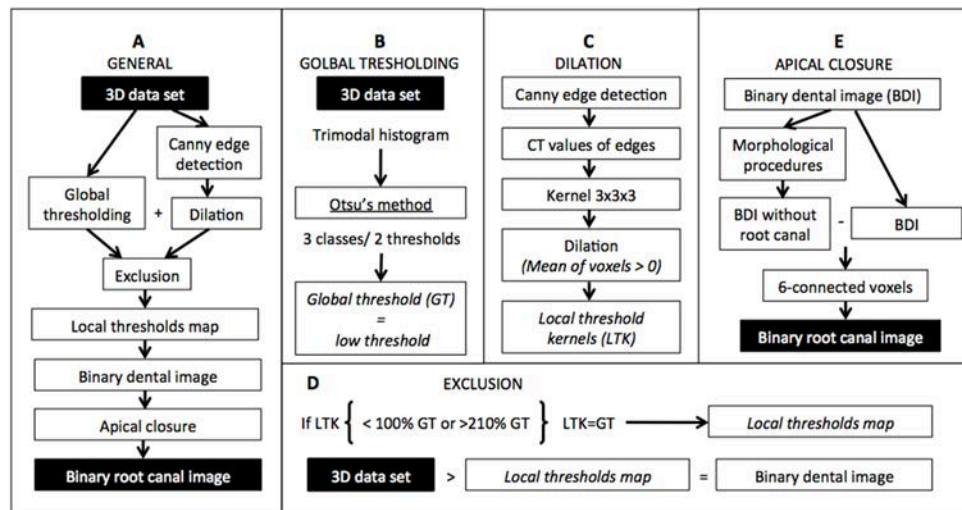 A
GENERAL
3D data set
Canny edge
detection
Global
thresholding
+
Dilation
Exclusion
Local thresholds map
Binary dental image
Apical closure
Binary root canal image
B
GOLBAL TRESHOLDING
3D data set
Trimodal histogram
Otsu's method
3 classes/ 2 thresholds
Global threshold (GT)
=
low threshold
C
DILATION
Canny edge detection
CT values of edges
Kernel 3x3x3
Dilation
(Mean of voxels > 0)
Local threshold
kernels (LTK)
E
APICAL CLOSURE
Binary dental image (BDI)
Morphological
procedures
BDI without
root canal
-
BDI
6-connected voxels
Binary root canal image
D
EXCLUSION
If LTK { < 100% GT or >210% GT } LTK=GT
Local thresholds map
3D data set > Local thresholds map = Binary dental image